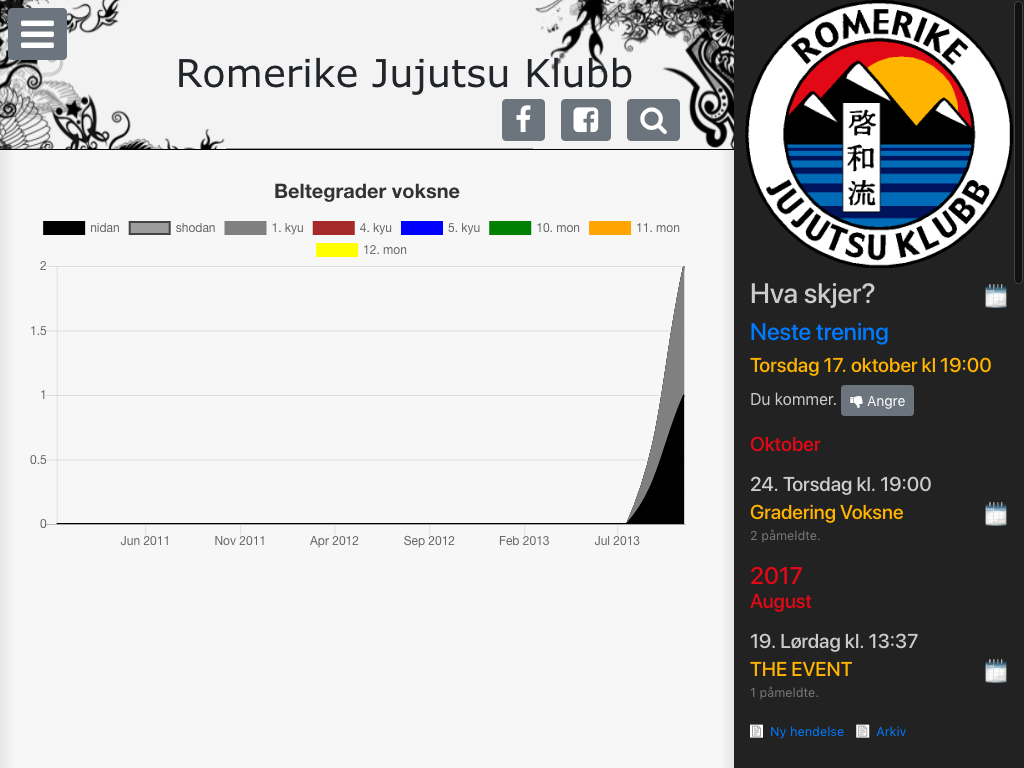 Romerike Jujutsu Klubb
Beltegrader voksne
nidan shodan 1. kyu 4. kyu 5. kyu 10. mon 11. mon
12. mon
2
1.5
1
0.5
0
Jun 2011 Nov 2011 Apr 2012 Sep 2012 Feb 2013 Jul 2013
ROMERIKE
啓和流
JUJUTSU KLUBB
Hva skjer?
Neste trening
Torsdag 17. oktober kl 19:00
Du kommer. Angre
Oktober
24. Torsdag kl. 19:00
Gradering Voksne
2 påmeldte.
2017
August
19. Lørdag kl. 13:37
THE EVENT
1 påmeldte.
Ny hendelse Arkiv